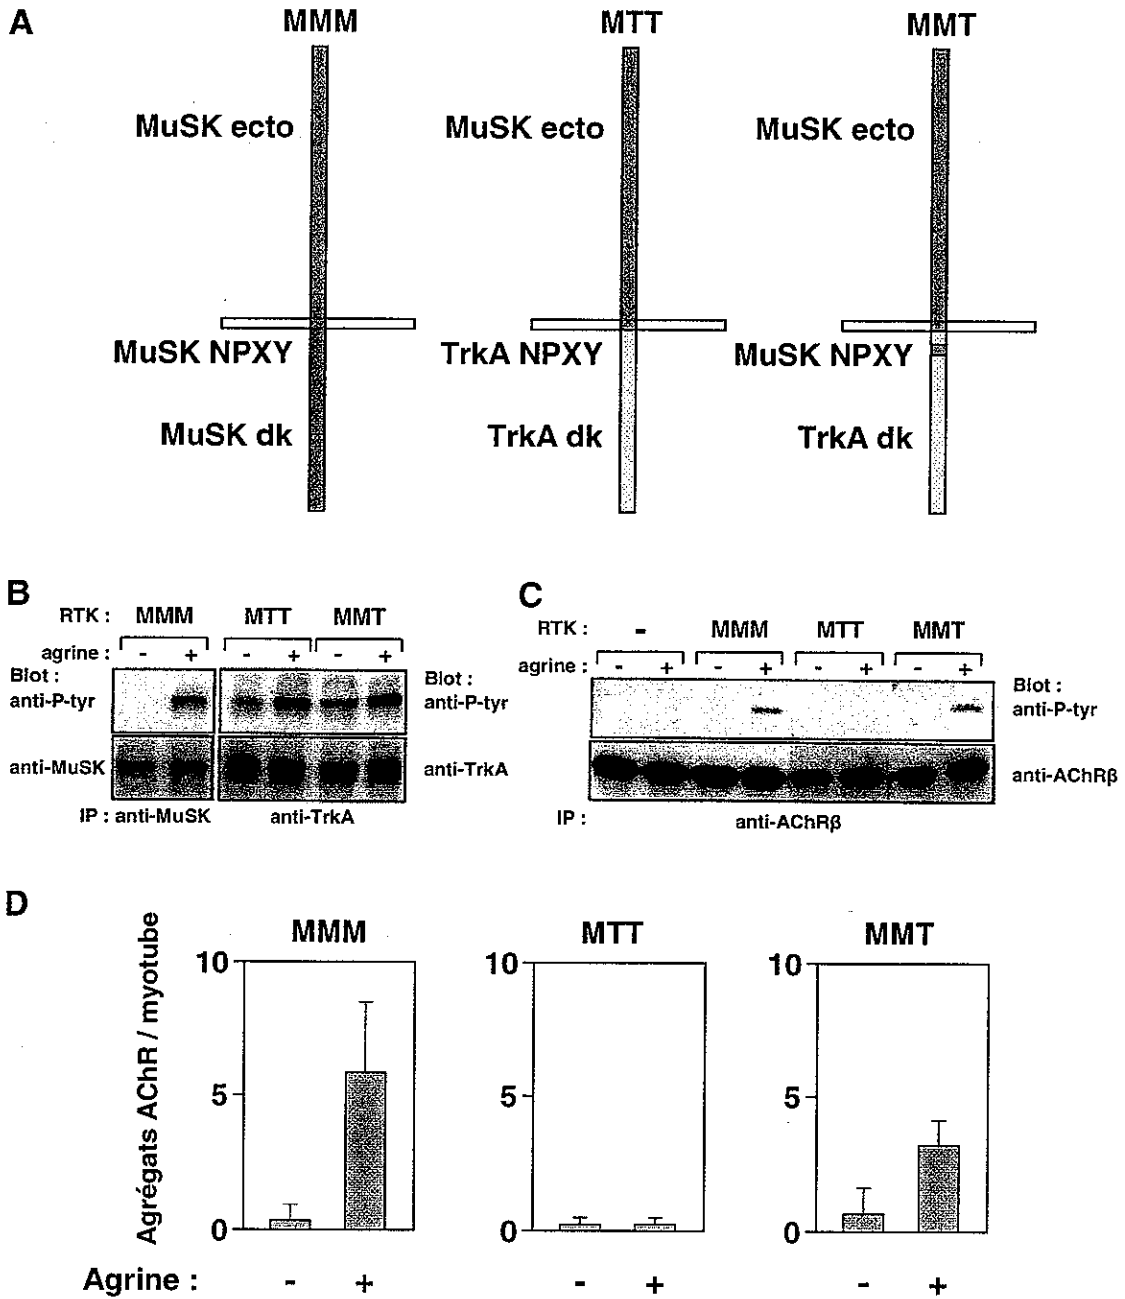 A
MMM MTT MMT
MuSK ecto MuSK ecto MuSK ecto
MuSK NPXY TrkA NPXY MuSK NPXY
MuSK dk TrkA dk TrkA dk
B
RTK : MMM MTT MMT
agrine : - + - + - +
Blot : Blot :
anti-P-tyr anti-P-tyr
anti-MuSK anti-TrkA
IP : anti-MuSK anti-TrkA
C
RTK : - MMM MTT MMT
agrine : - + - + - + - +
Blot :
anti-P-tyr
anti-AChRβ
IP : anti-AChRβ
D
Agrégats AChR / myotube
MMM MTT MMT
10 10 10
5 5 5
0 0 0
Agrine : - + - + - +